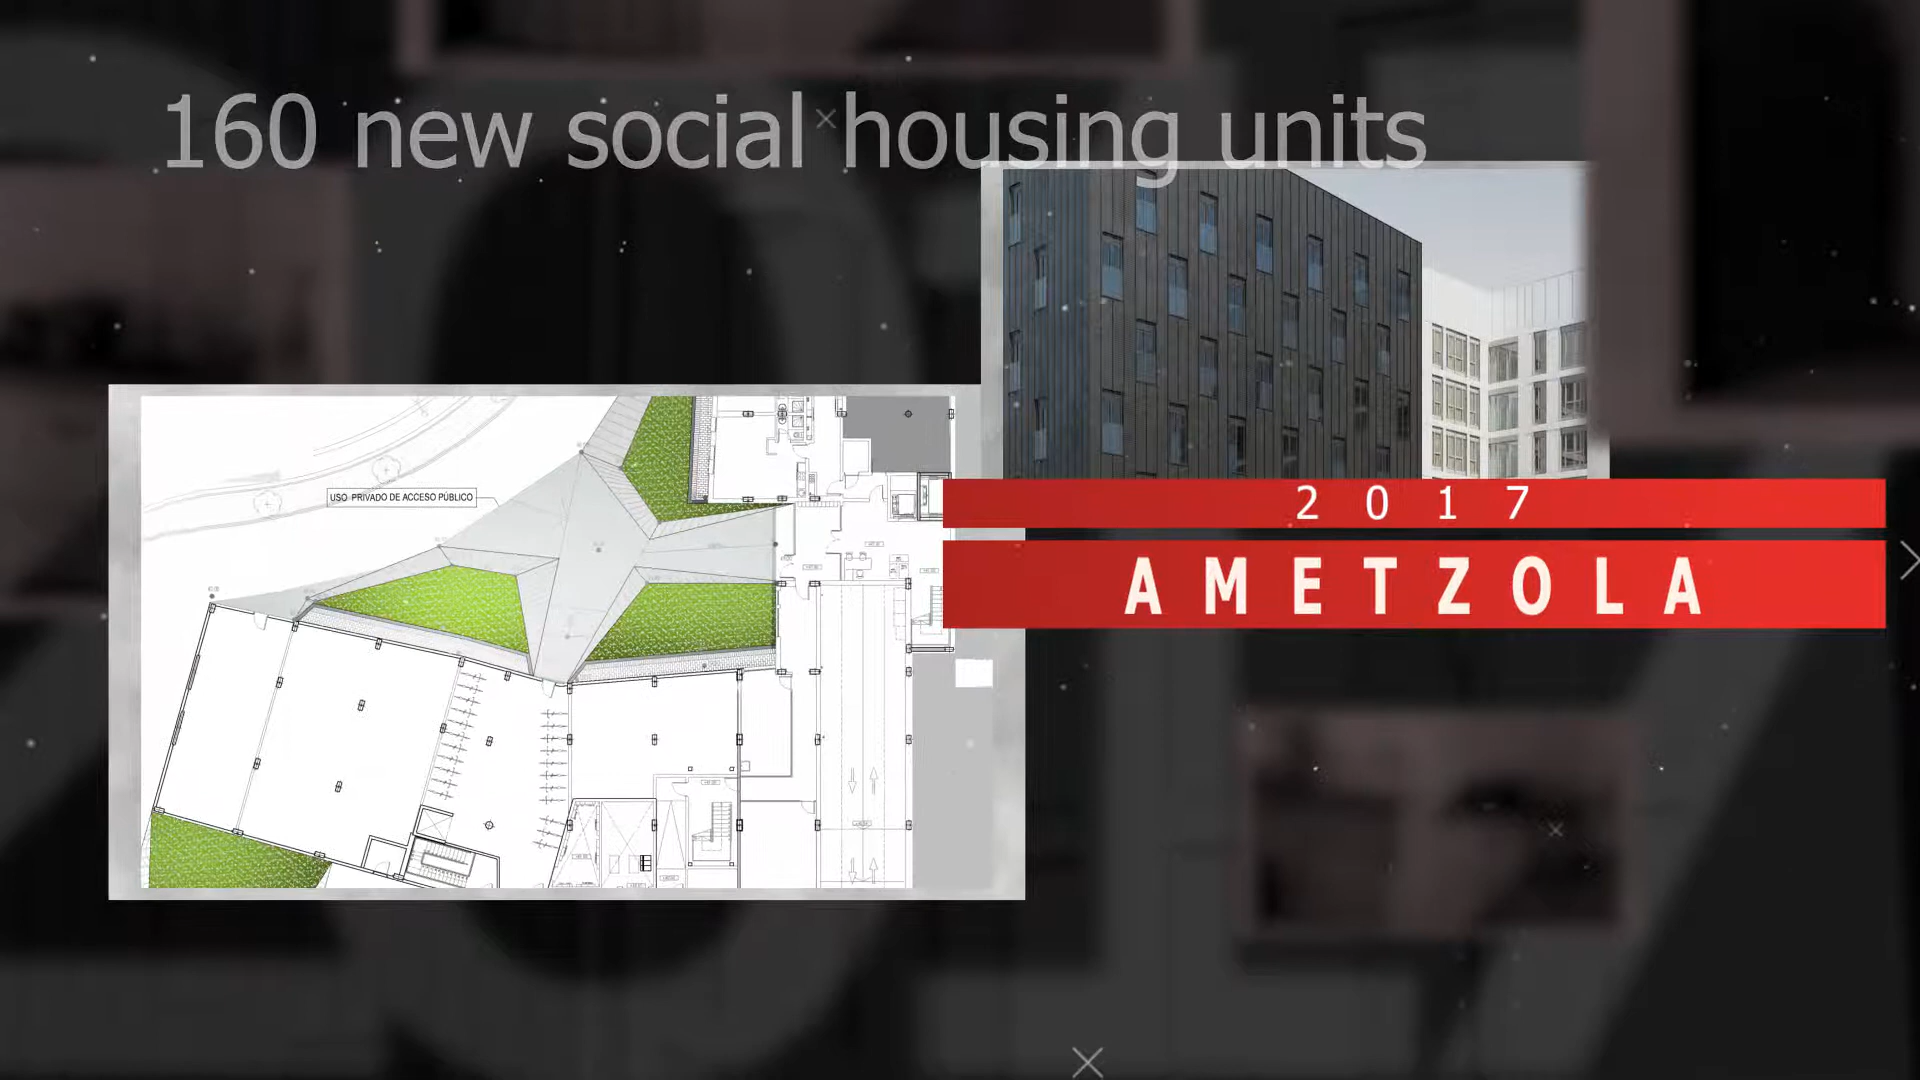 160 new social housing units
USO PRIVADO DE ACCESO PÚBLICO
2017
AMETZOLA